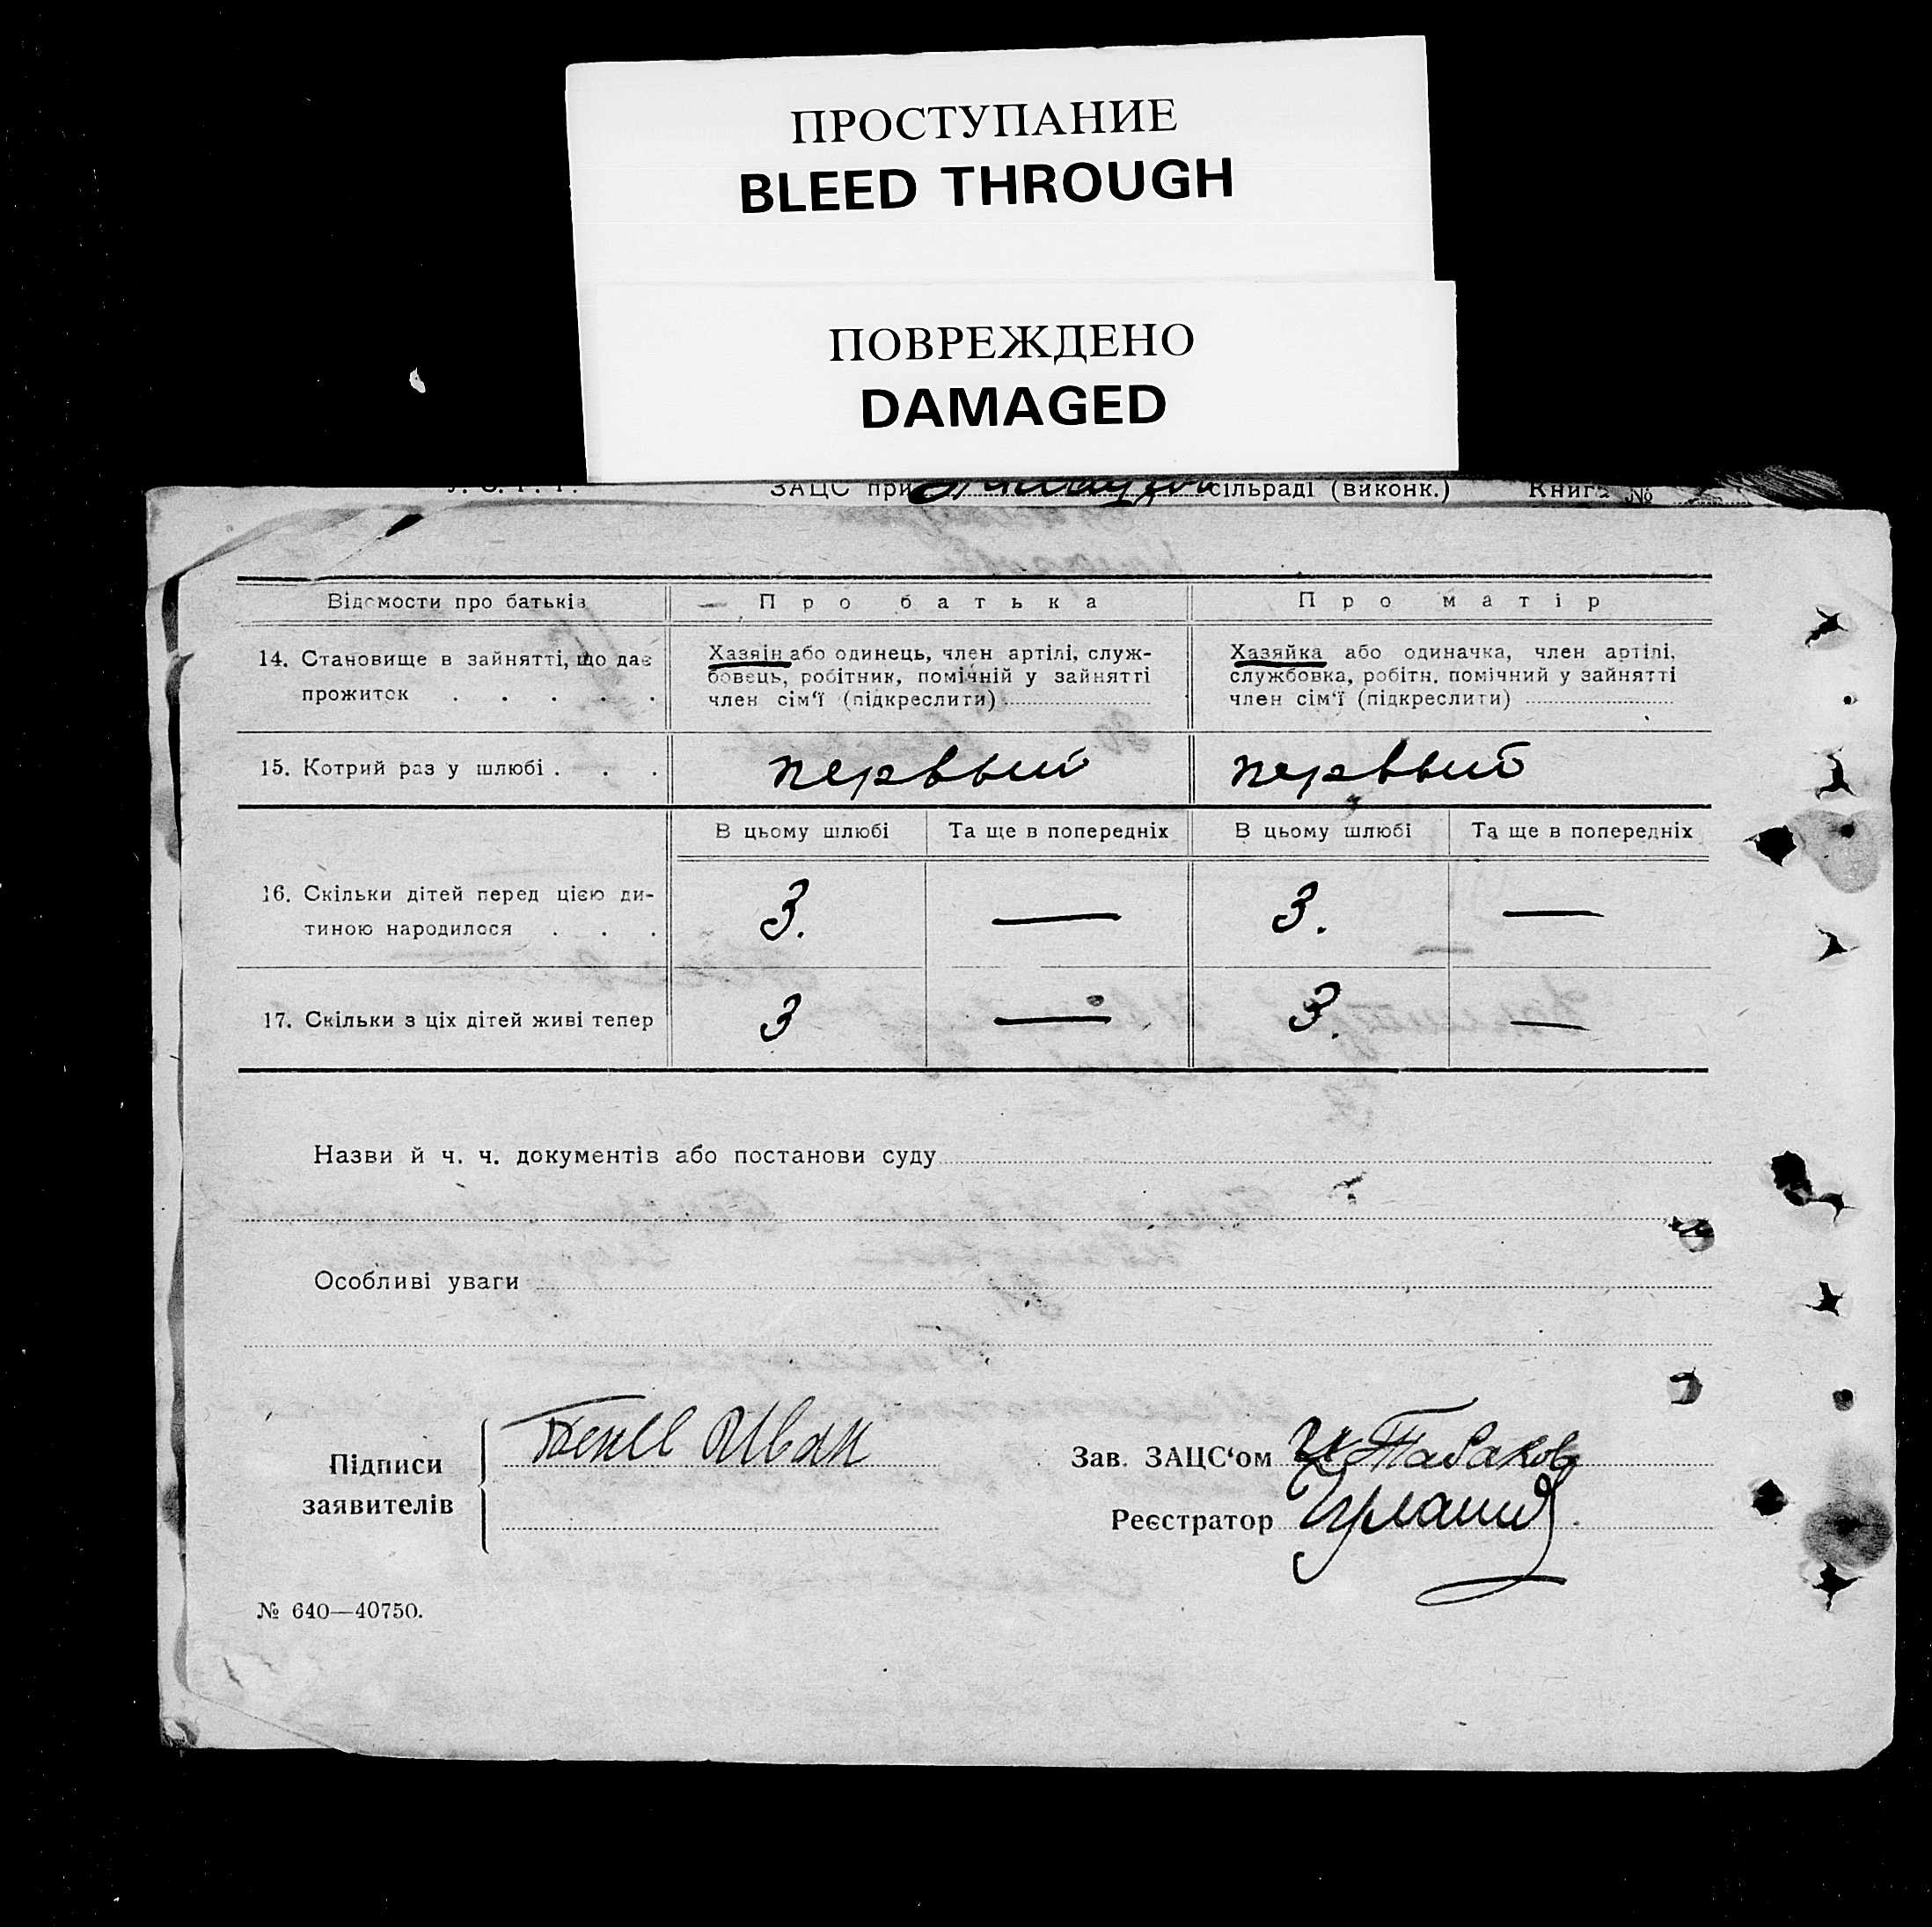 ПРОСТУПАНИЕ
BLEED THROUGH
ПОВРЕЖДЕНО
DAMAGED
ЗАЦС при сільраді (виконк.) Книга №
Відомости про батьків
Про батька
Про матір
14. Становище в зайнятті, що дає
прожиток . . . . .
Хазяїн або одинець, член артілі, служ-
бовець, робітник, помічній у зайнятті
член сім‘ї (підкреслити)
Хазяйка або одиначка, член артілі,
службовка, робітн. помічний у зайнятті
член сім‘ї (підкреслити)
15. Котрий раз у шлюбі . . .
первый
первый
В цьому шлюбі
Та ще в попередніх
В цьому шлюбі
Та ще в попередніх
16. Скільки дітей перед цією ди-
тиною народилося . . .
3. — 3. —
17. Скільки з ціх дітей живі тепер
3 — 3. —
Назви й ч. ч. документів або постанови суду
Особливі уваги
Підписи
заявителів
Иван
Зав. ЗАЦС‘ом Табаков
Реєстратор
№ 640—40750.